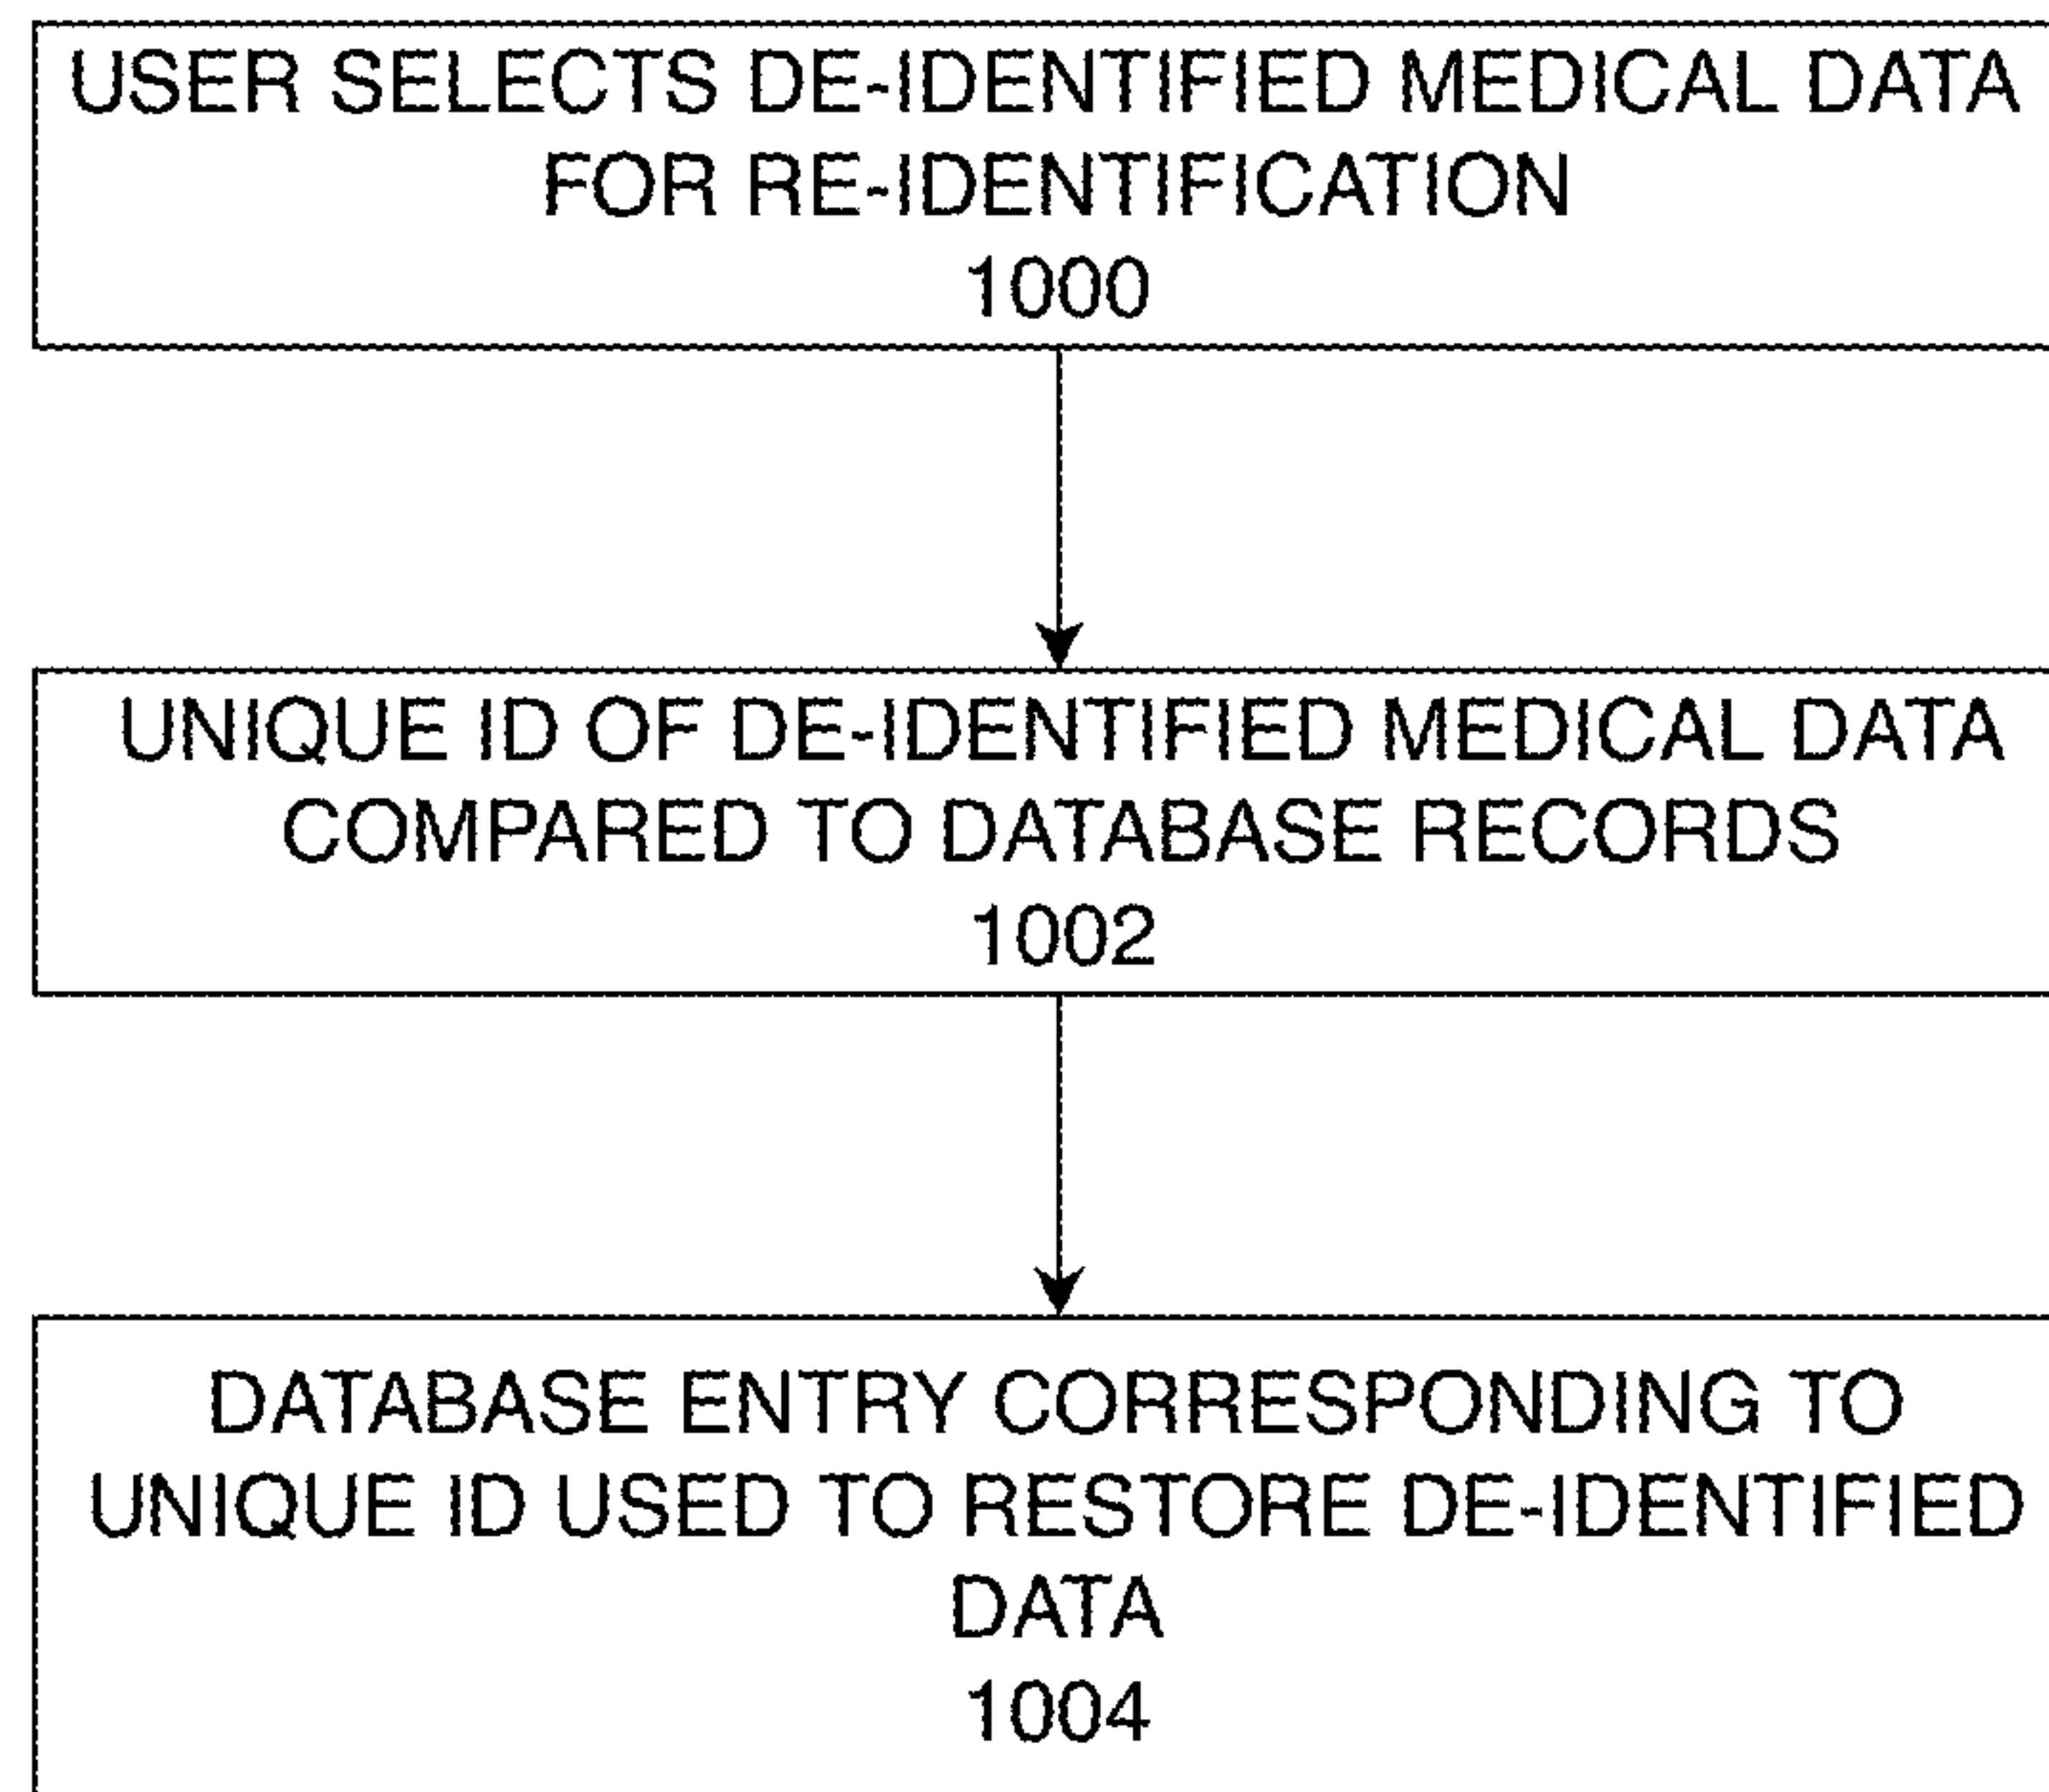 USER SELECTS DE-IDENTIFIED MEDICAL DATA
FOR RE-IDENTIFICATION
1000
UNIQUE ID OF DE-IDENTIFIED MEDICAL DATA
COMPARED TO DATABASE RECORDS
1002
DATABASE ENTRY CORRESPONDING TO
UNIQUE ID USED TO RESTORE DE-IDENTIFIED
DATA
1004